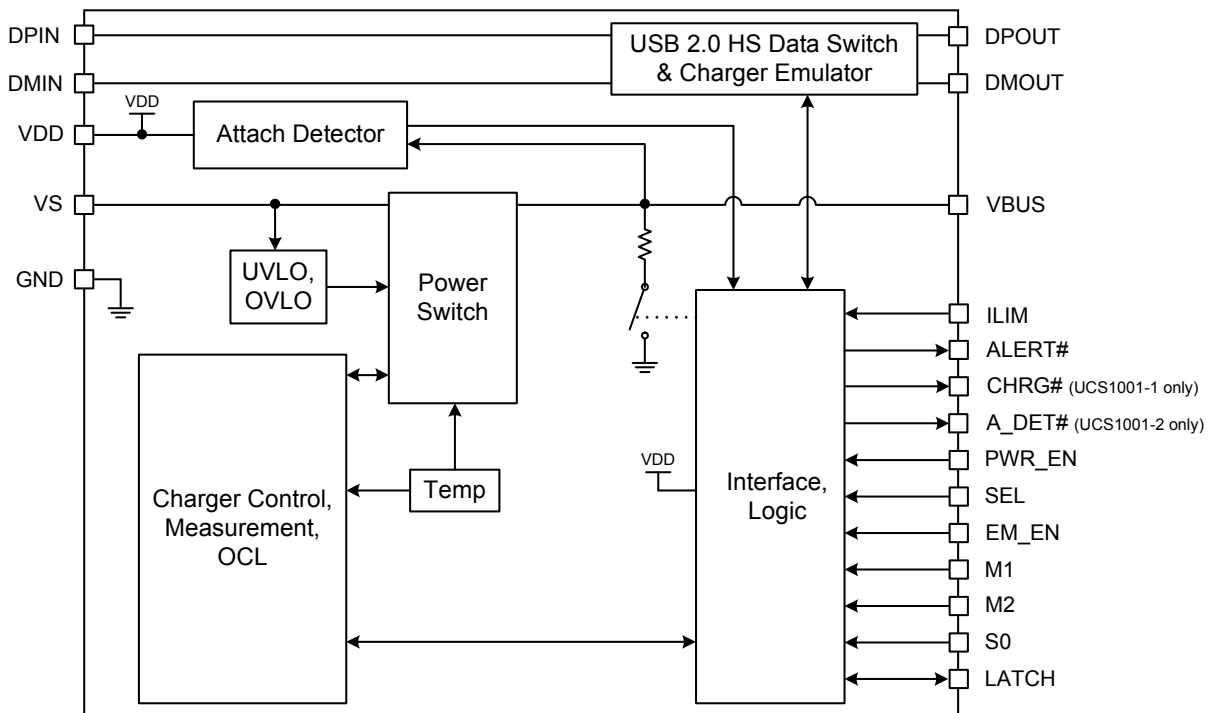 DPIN
DMIN
VDD
VS
GND
VDD
USB 2.0 HS Data Switch
& Charger Emulator
Attach Detector
UVLO,
OVLO
Power
Switch
Charger Control,
Measurement,
OCL
Temp
VDD
Interface,
Logic
DPOUT
DMOUT
VBUS
ILIM
ALERT#
CHRG# (UCS1001-1 only)
A_DET# (UCS1001-2 only)
PWR_EN
SEL
EM_EN
M1
M2
S0
LATCH